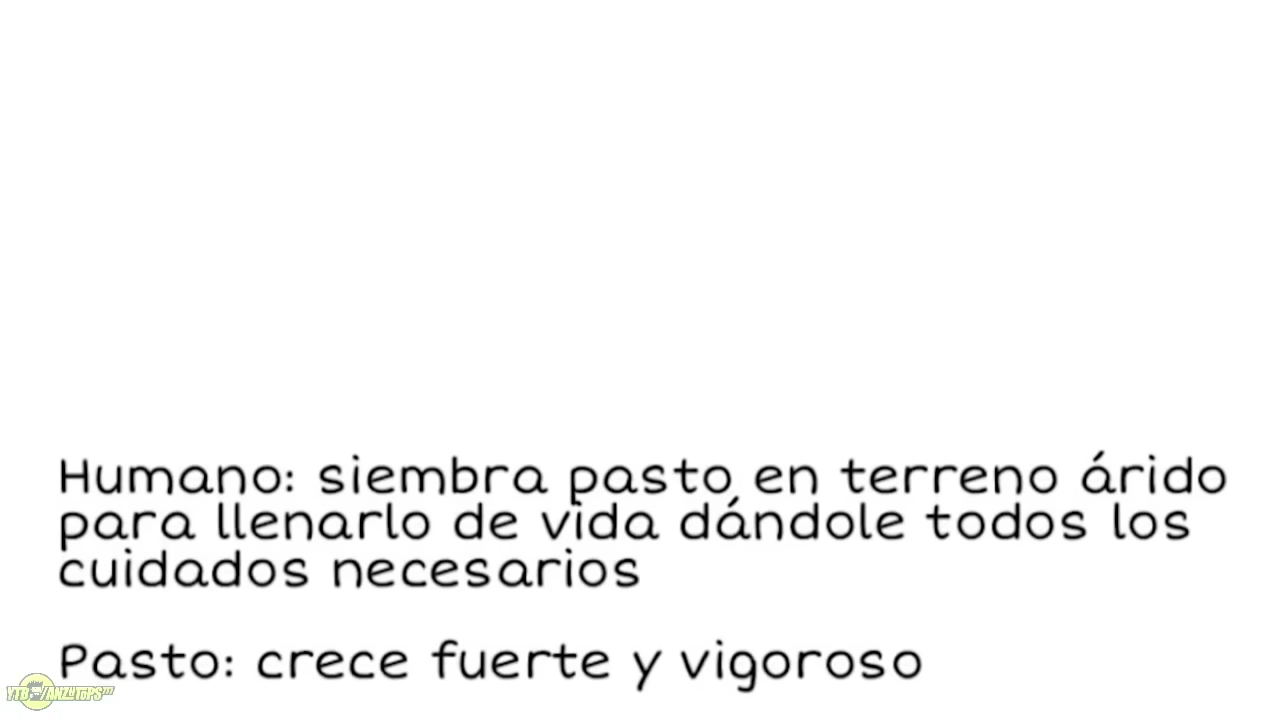 Humano: siembra pasto en terreno árido
para llenarlo de vida dándole todos los
cuidados necesarios
Pasto: crece fuerte y vigoroso